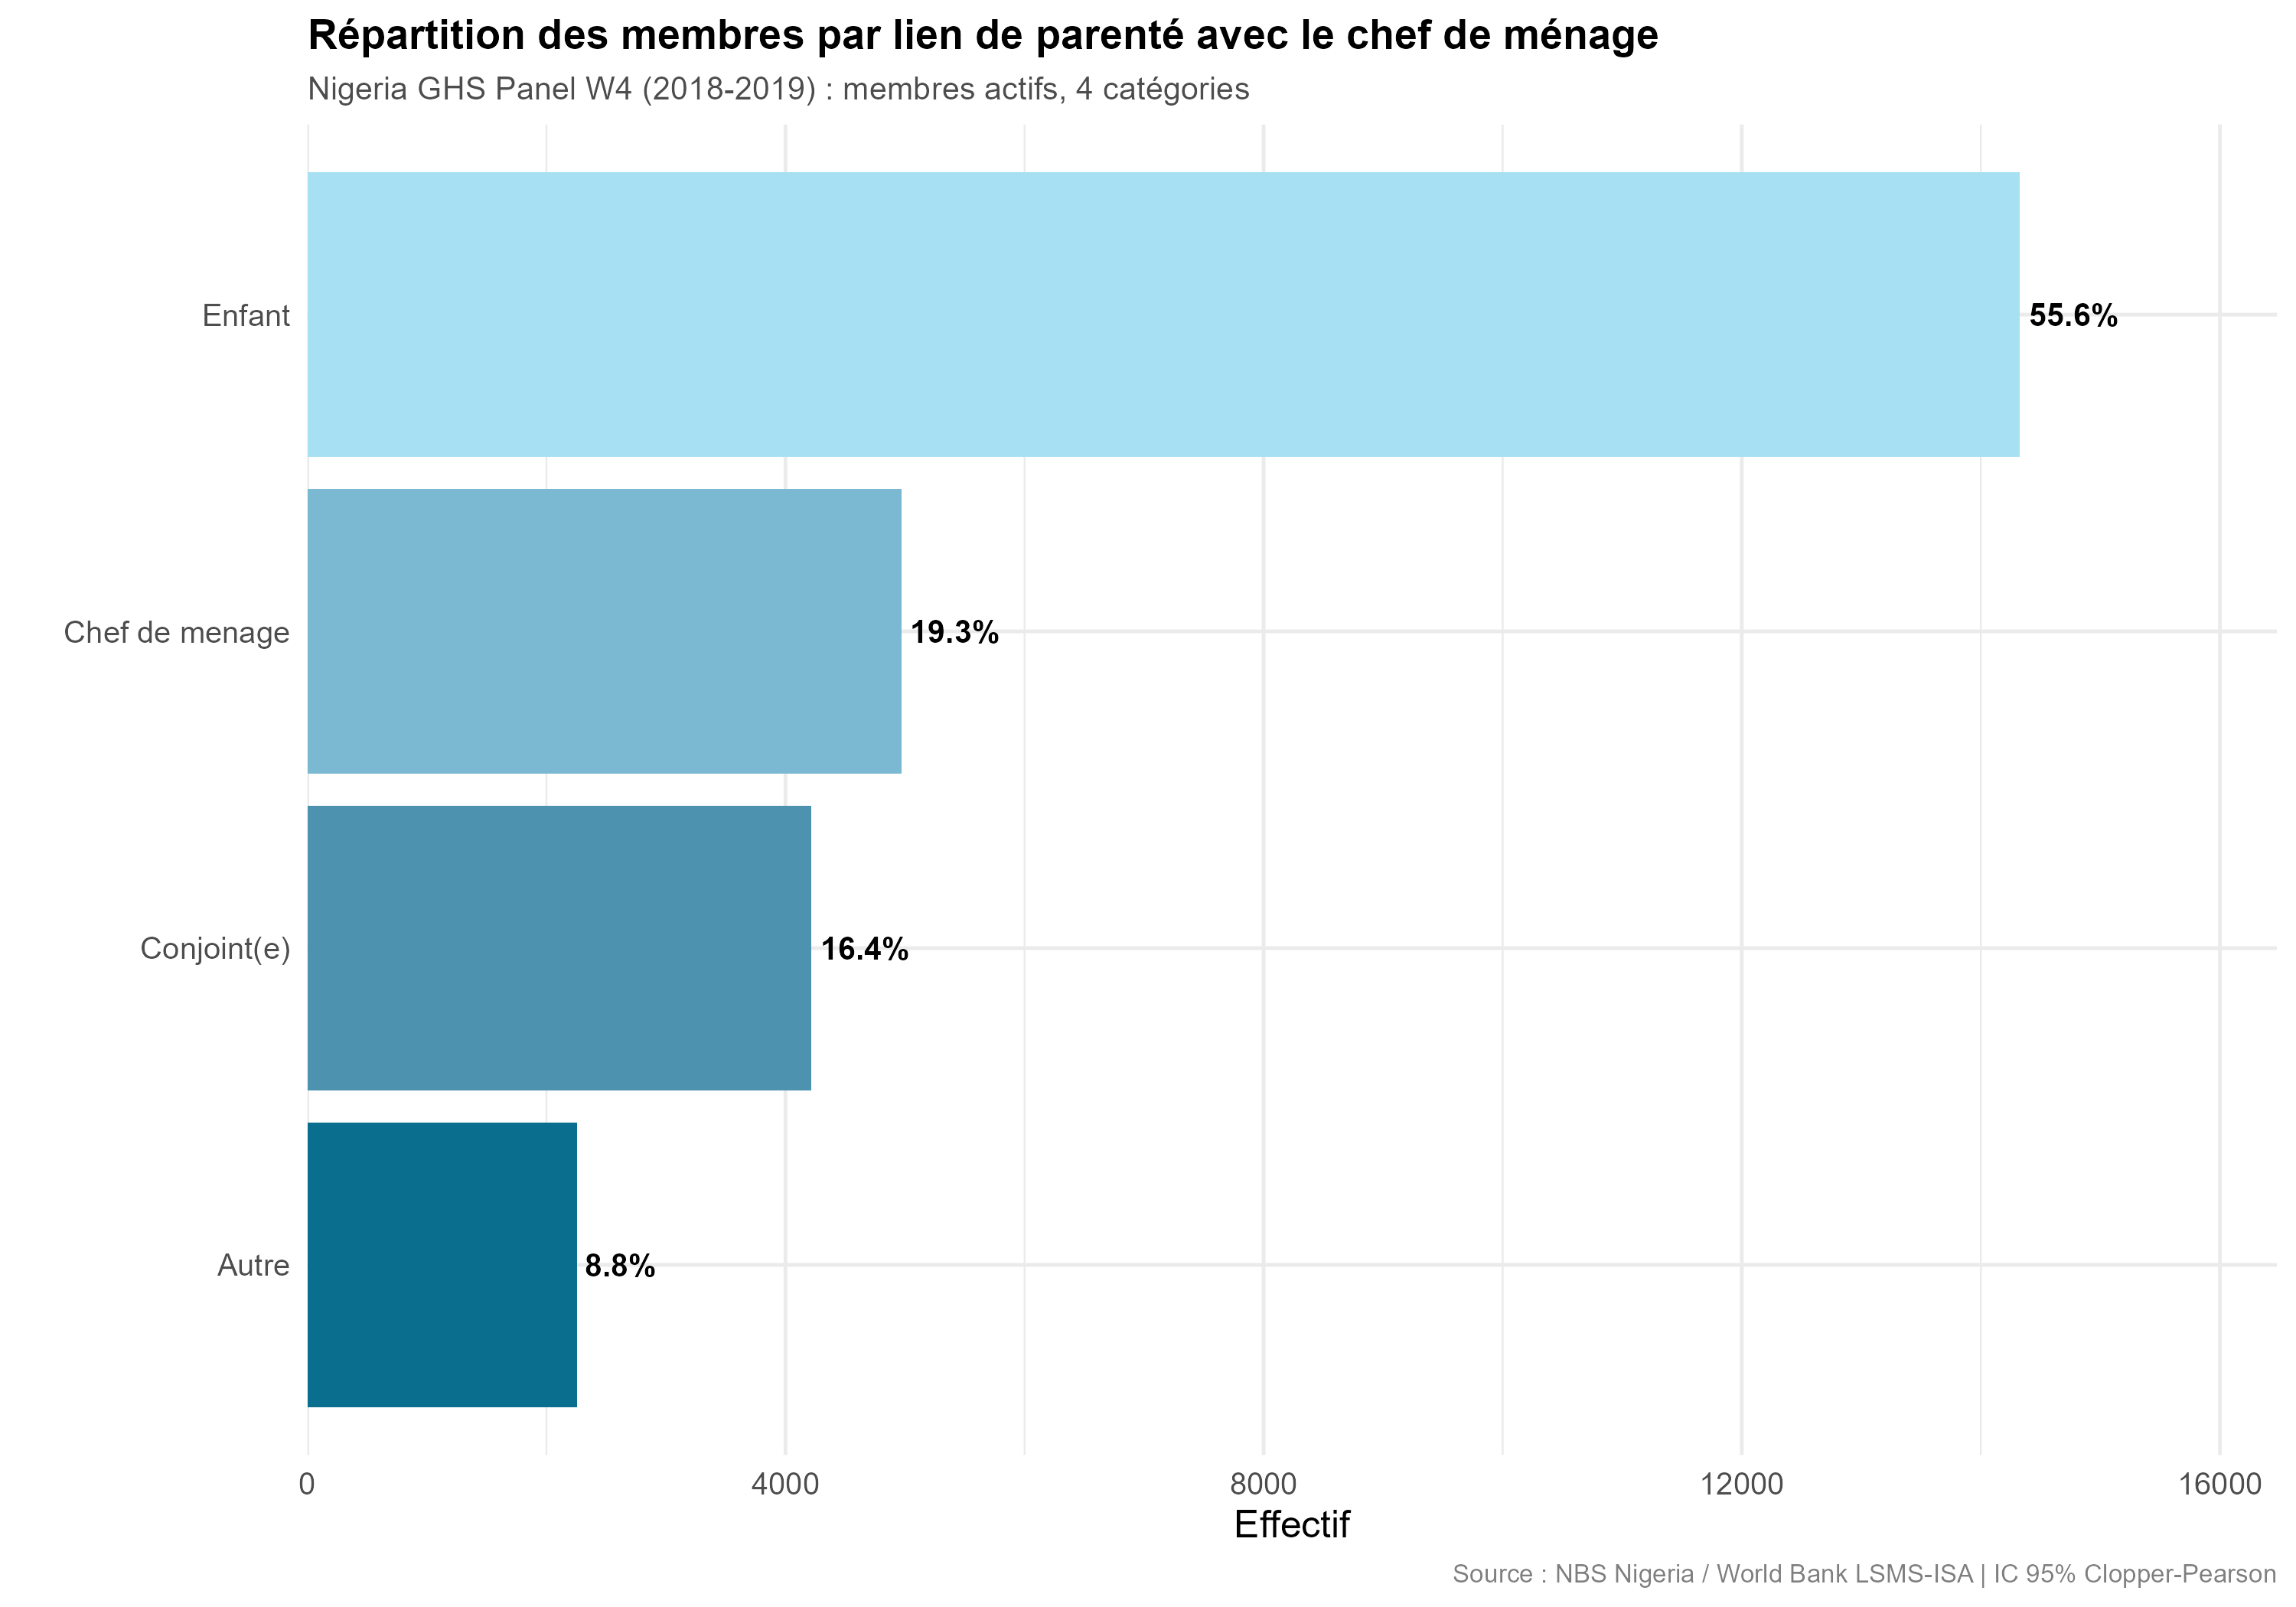 Répartition des membres par lien de parenté avec le chef de ménage
Nigeria GHS Panel W4 (2018-2019) : membres actifs, 4 catégories
Enfant
55.6%
Chef de menage
19.3%
Conjoint(e)
16.4%
Autre
8.8%
0 4000 8000 12000 16000
Effectif
Source : NBS Nigeria / World Bank LSMS-ISA | IC 95% Clopper-Pearson